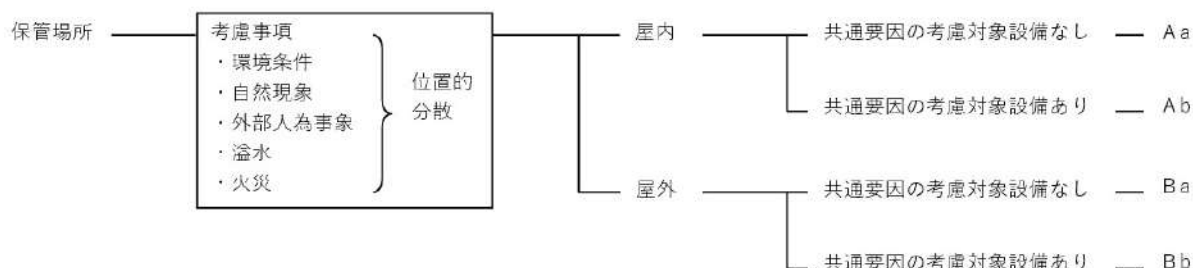 保管場所
考慮事項
・環境条件
・自然現象
・外部人為事象
・溢水
・火災
位置的
分散
屋内
共通要因の考慮対象設備なし
Aa
共通要因の考慮対象設備あり
Ab
屋外
共通要因の考慮対象設備なし
Ba
共通要因の考慮対象設備あり
Bb